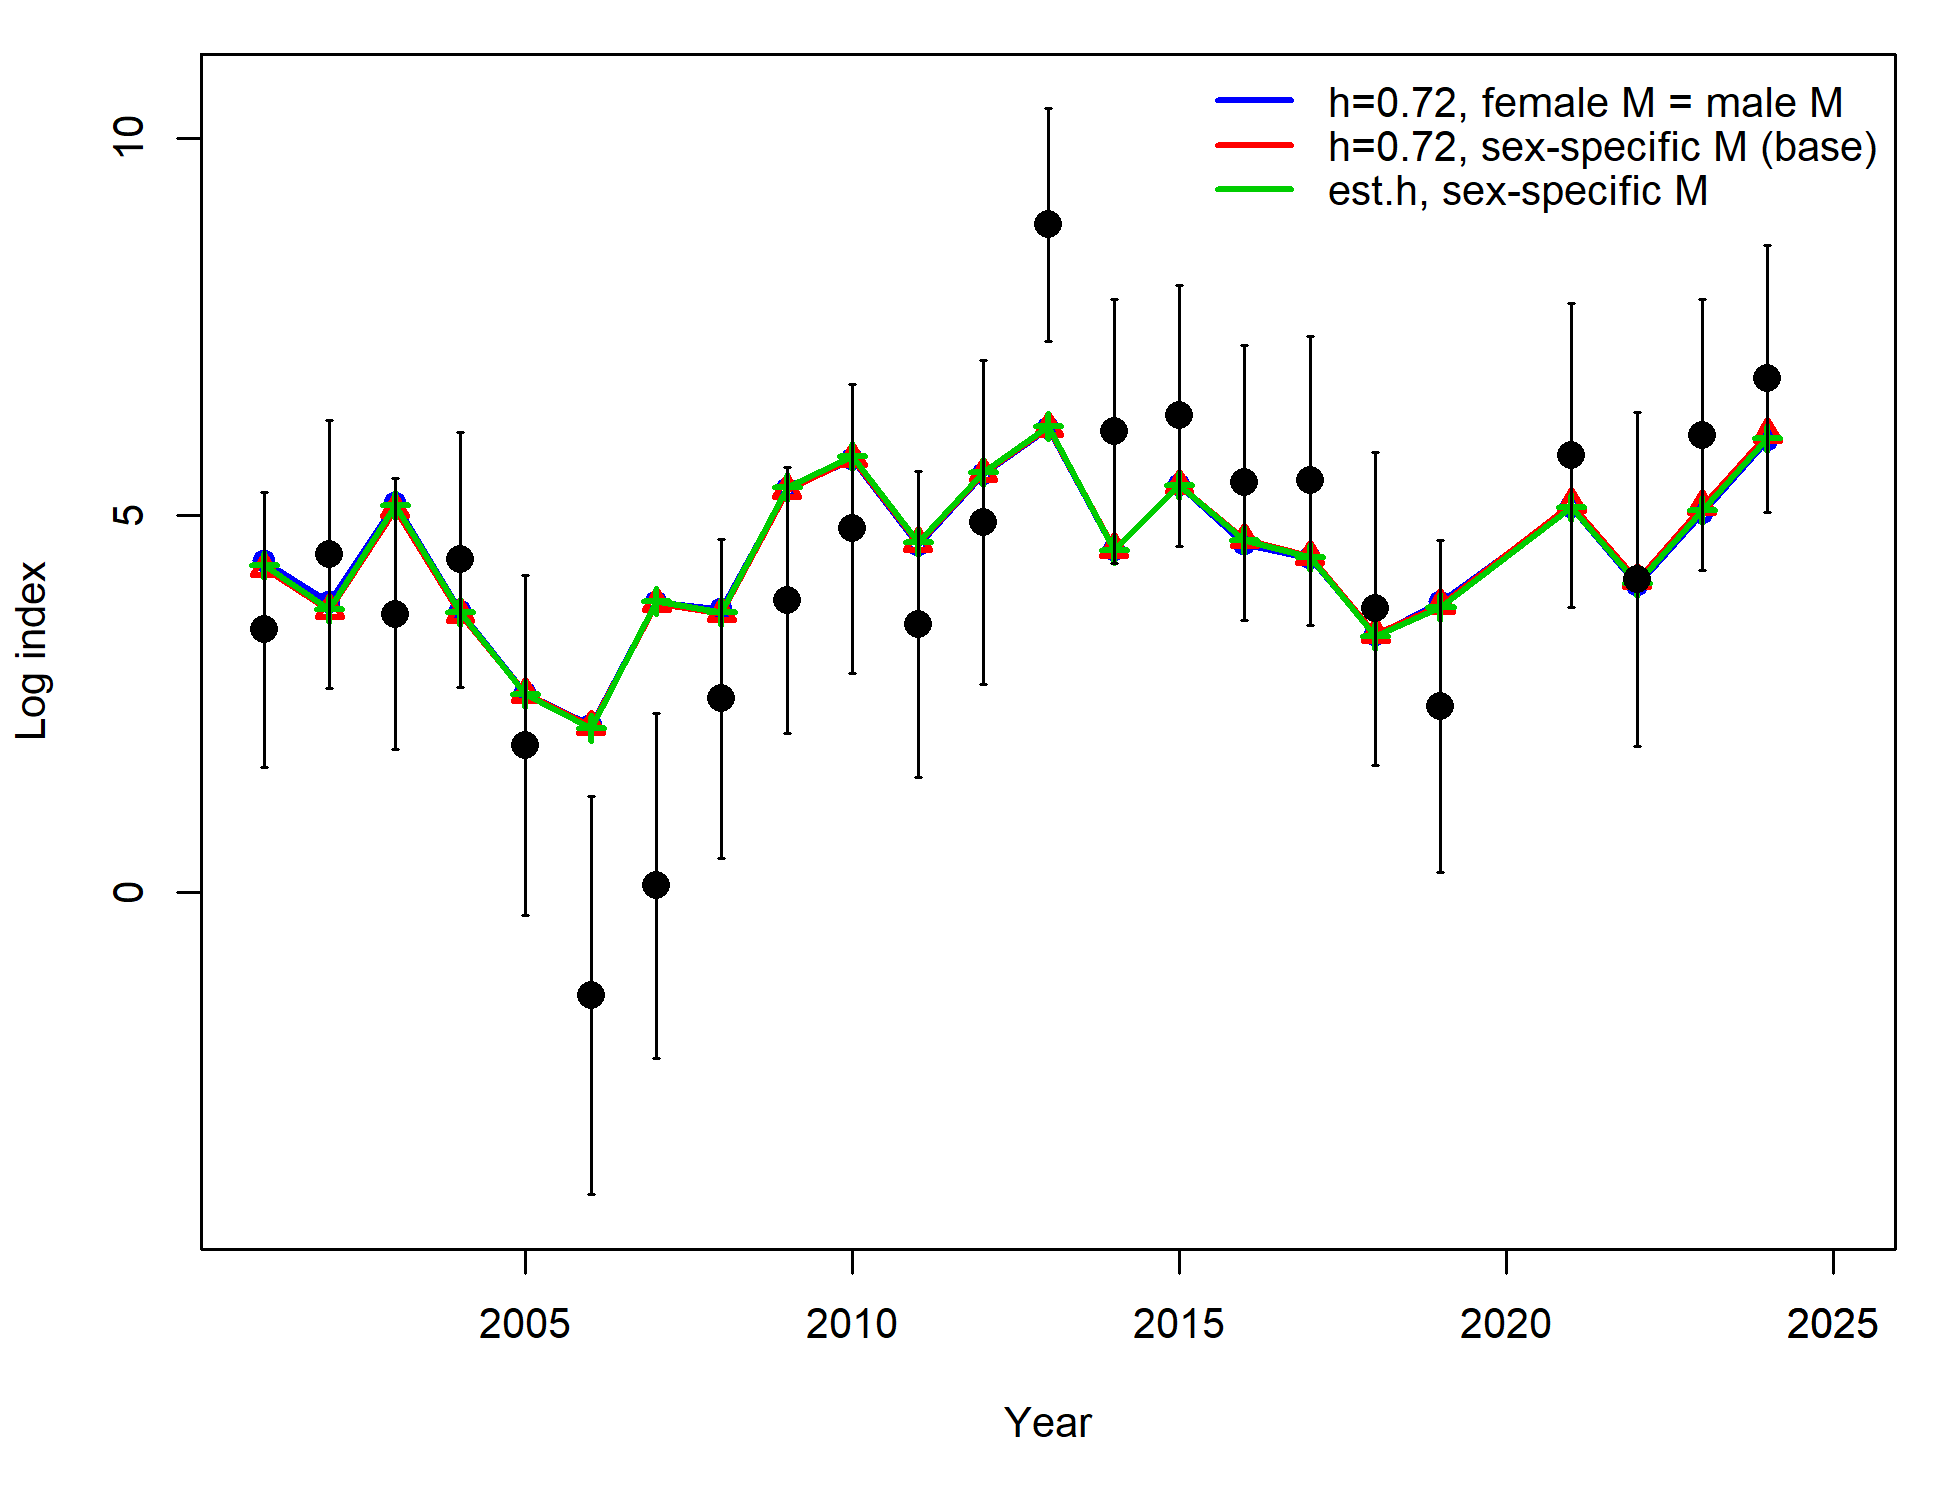 h=0.72, female M = male M
h=0.72, sex-specific M (base)
est.h, sex-specific M
10
5
0
Log index
2005 2010 2015 2020 2025
Year